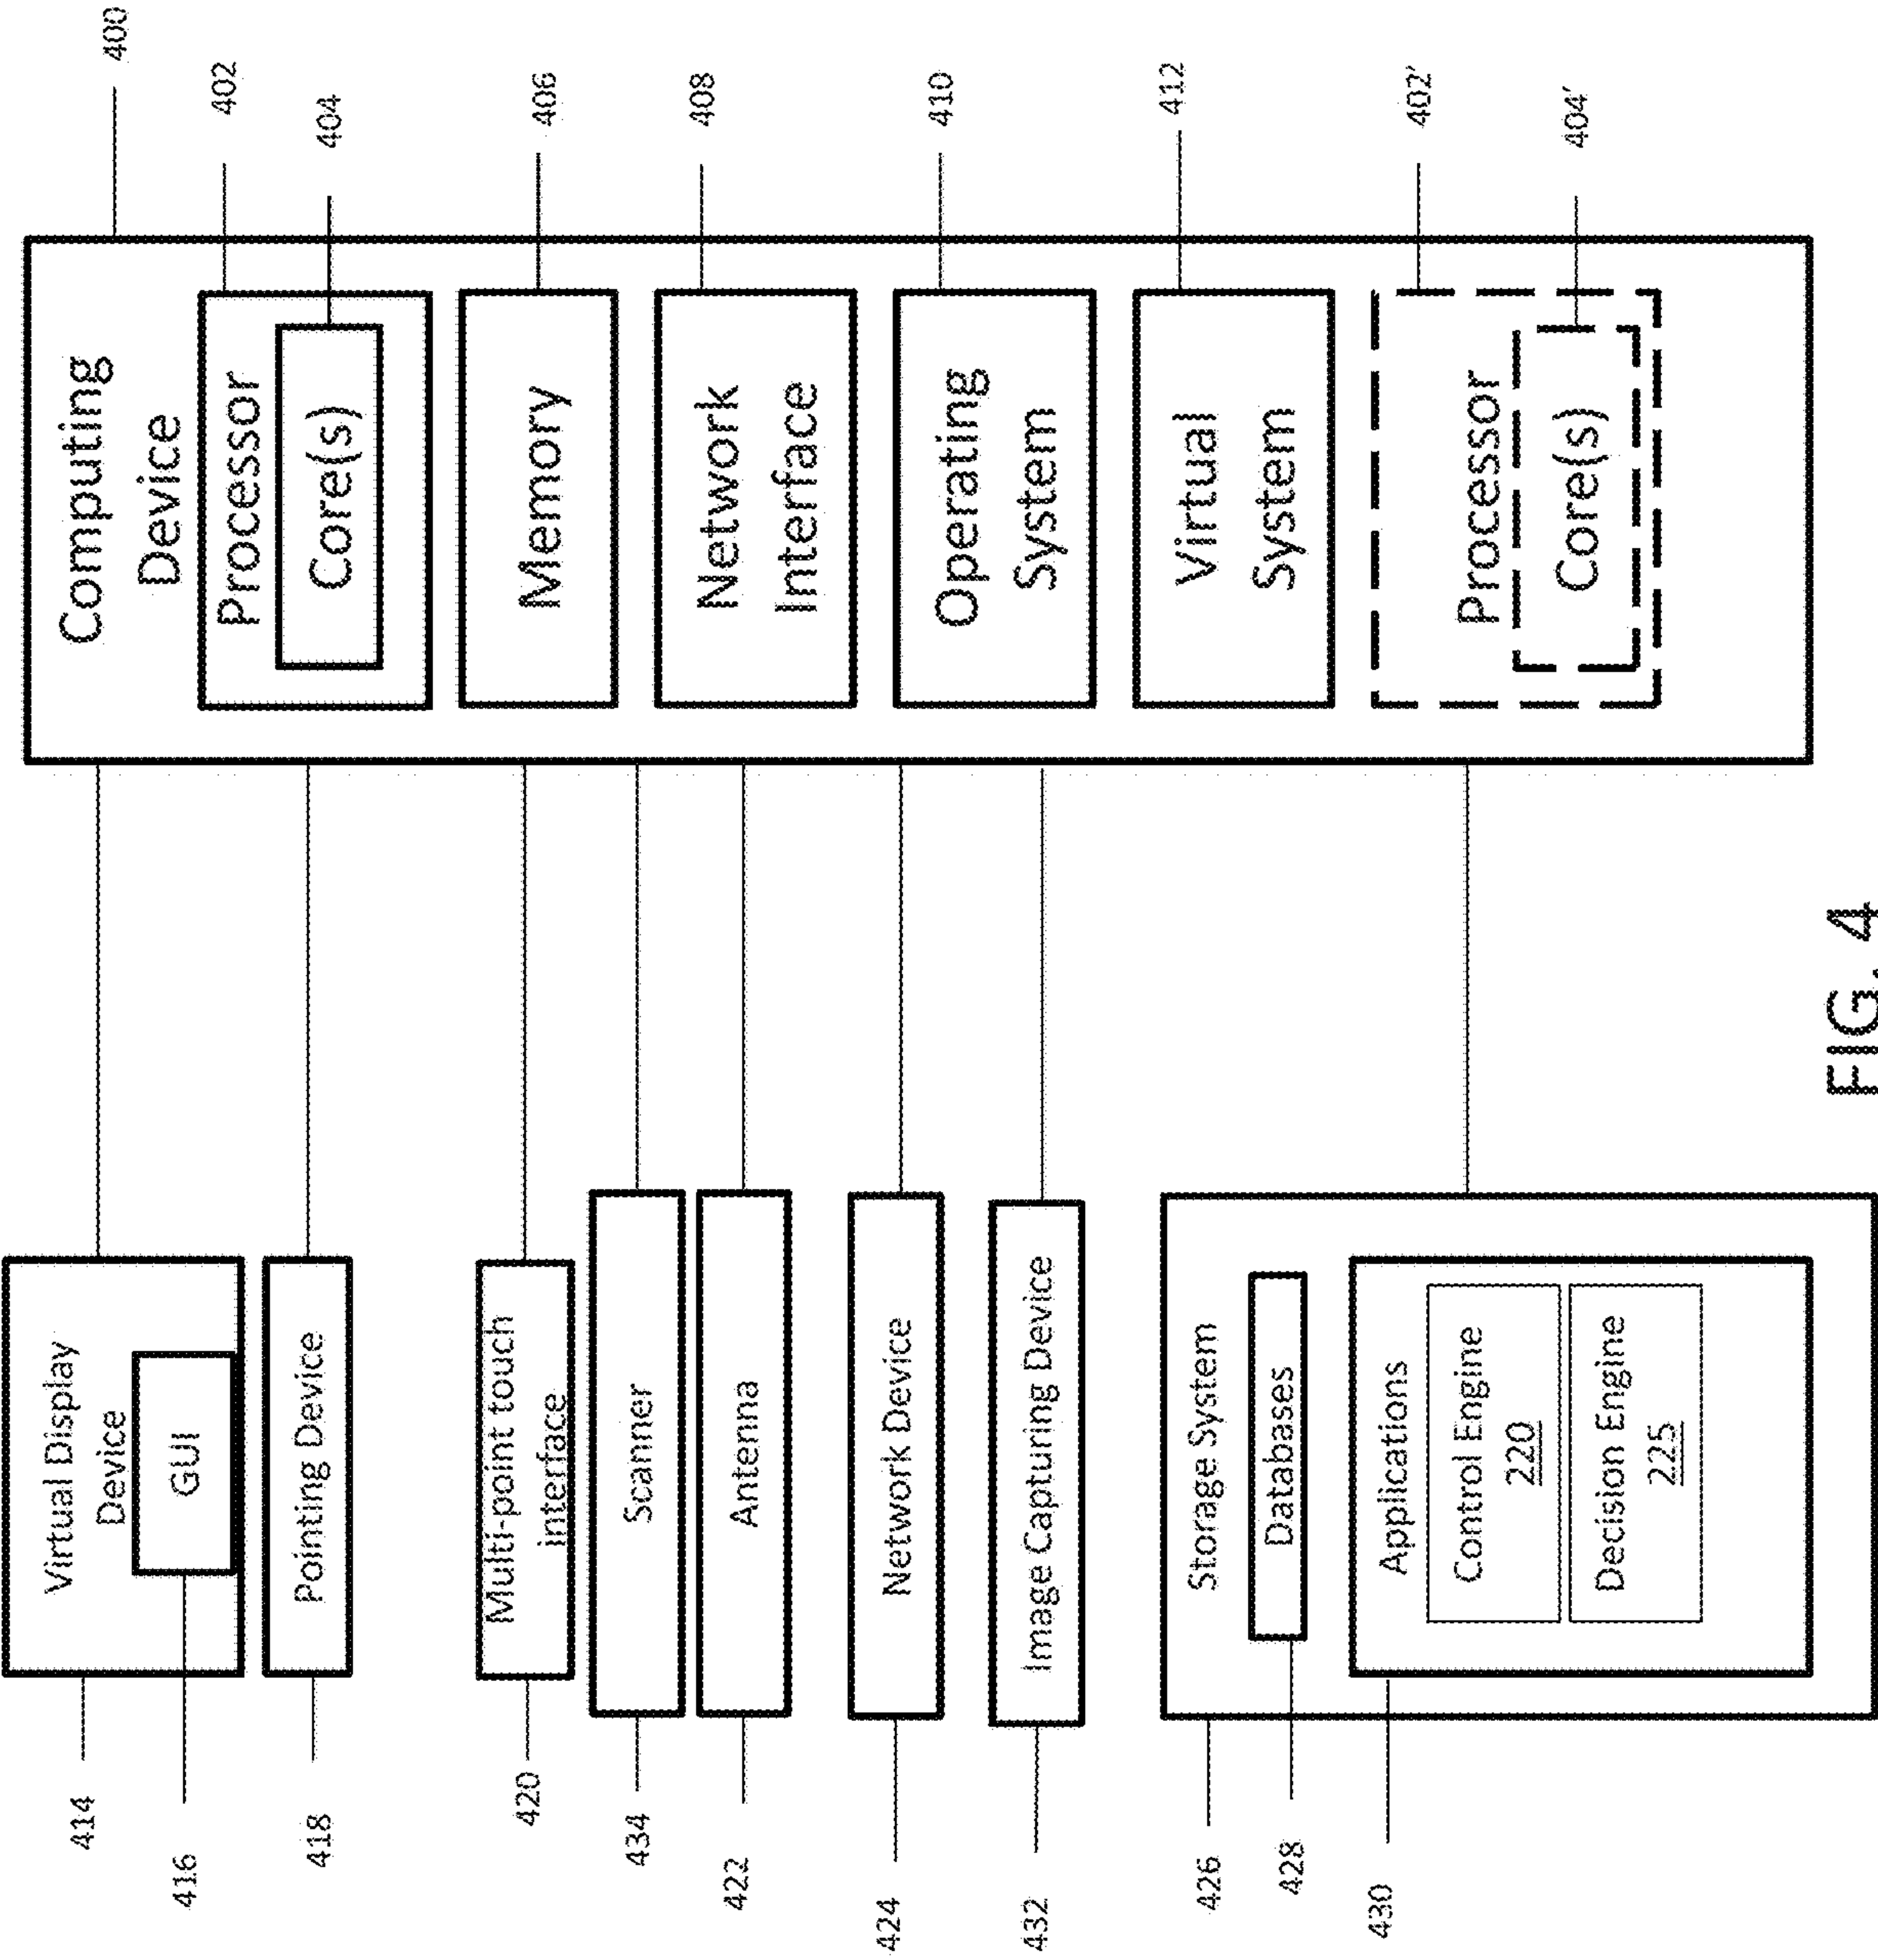 400
Computing
Device
402
Processor
404
Core(s)
406
Memory
408
Network
Interface
410
Operating
System
412
Virtual
System
402'
Processor
404'
Core(s)
414
Virtual Display
Device
416
GUI
418
Pointing Device
420
Multi-point touch
interface
434
Scanner
422
Antenna
424
Network Device
432
Image Capturing Device
426
Storage System
428
Databases
430
Applications
Control Engine
220
Decision Engine
225
FIG. 4